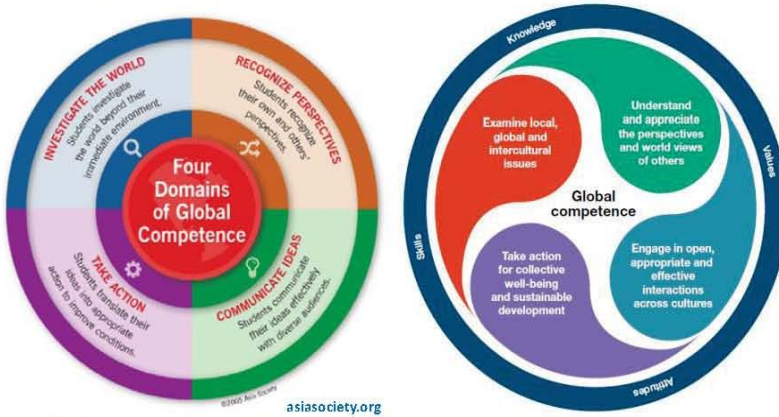 INVESTIGATE THE WORLD
Students investigate
the world beyond their
immediate environment.
RECOGNIZE PERSPECTIVES
Students recognize
their own and others'
perspectives.
Four
Domains
of Global
Competence
TAKE ACTION
Students translate their
ideas into appropriate
action to improve conditions.
COMMUNICATE IDEAS
Students communicate
their ideas effectively
with diverse audiences.
©2005 Asia Society
asiasociety.org
Knowledge
Values
Attitudes
Skills
Examine local,
global and
intercultural
issues
Understand
and appreciate
the perspectives
and world views
of others
Global
competence
Take action
for collective
well-being
and sustainable
development
Engage in open,
appropriate and
effective
interactions
across cultures